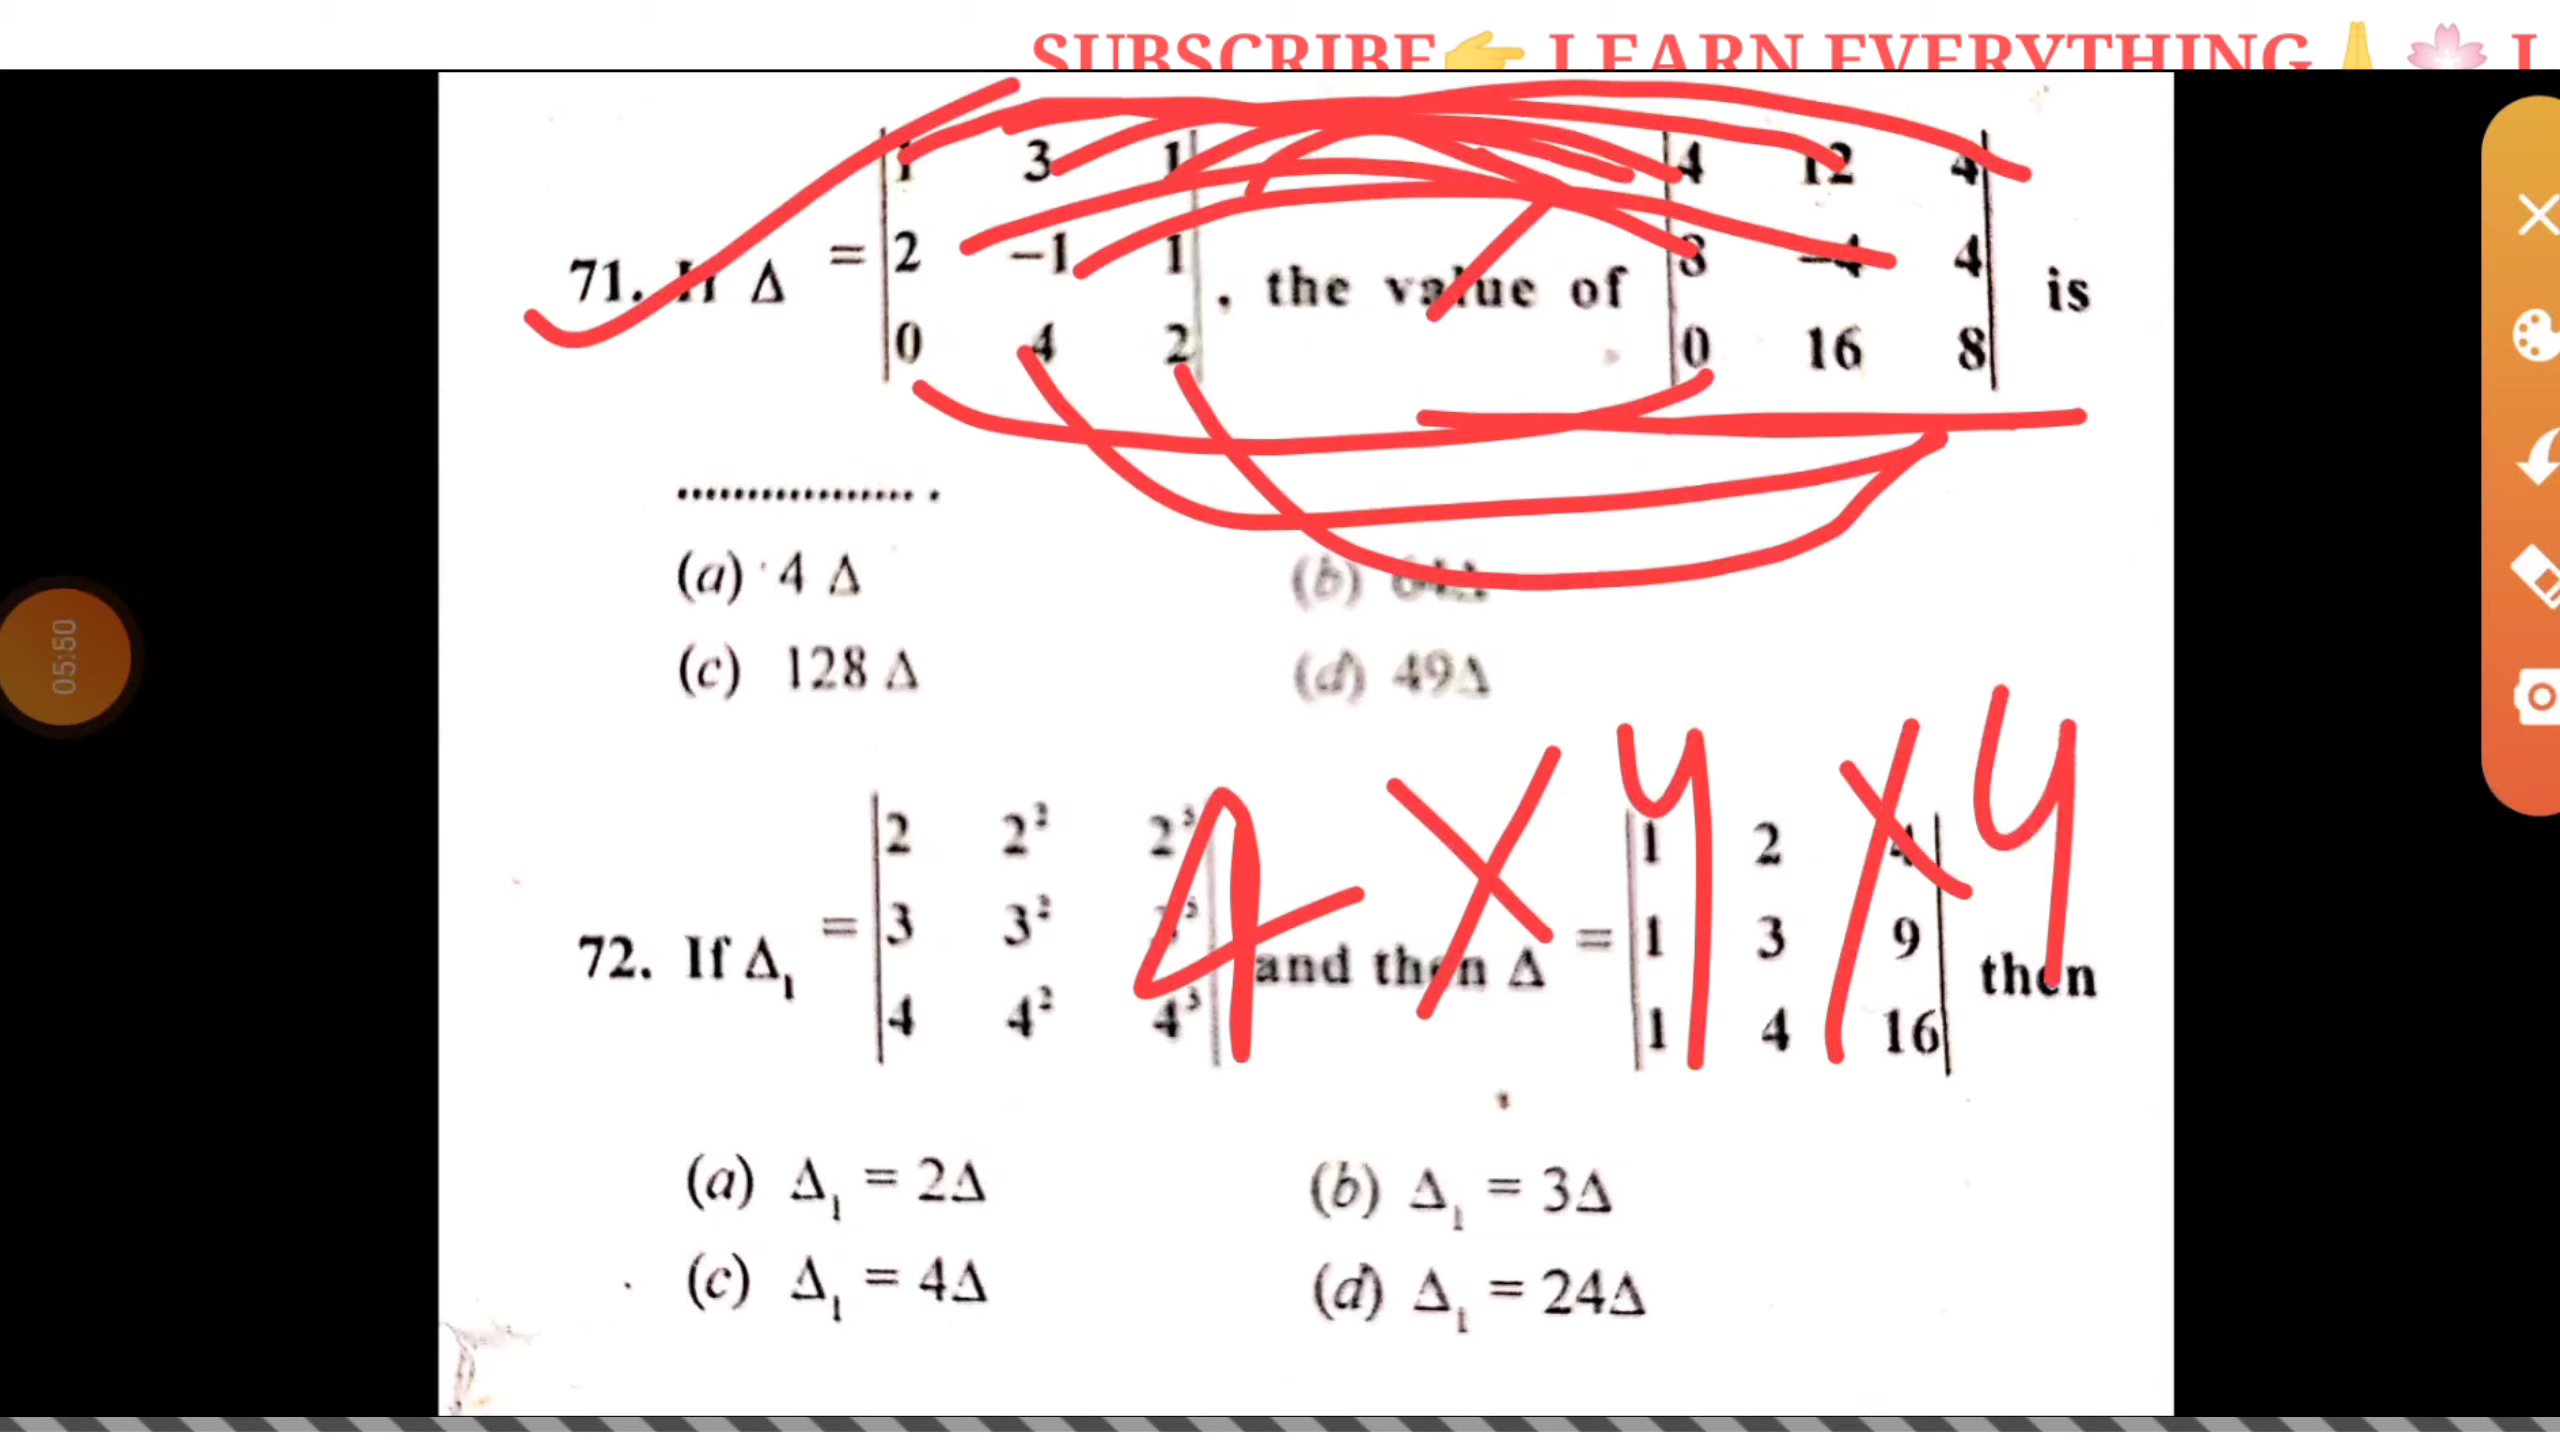 SUBSCRIBE👉 LEARN EVERYTHING🙏 🌸 L
71. If Δ = |1 3 1| , the value of |4 12 4| is
|2 −1 1| |8 −4 4|
|0 4 2| |0 16 8|
.................. .
(a) 4 Δ (b) 64Δ
(c) 128 Δ (d) 49Δ
4 × 4 × 4
72. If Δ₁ = |2 2² 2³| and then Δ = |1 2 4| then
|3 3² 3³| |1 3 9|
|4 4² 4³| |1 4 16|
(a) Δ₁ = 2Δ (b) Δ₁ = 3Δ
(c) Δ₁ = 4Δ (d) Δ₁ = 24Δ
05:50